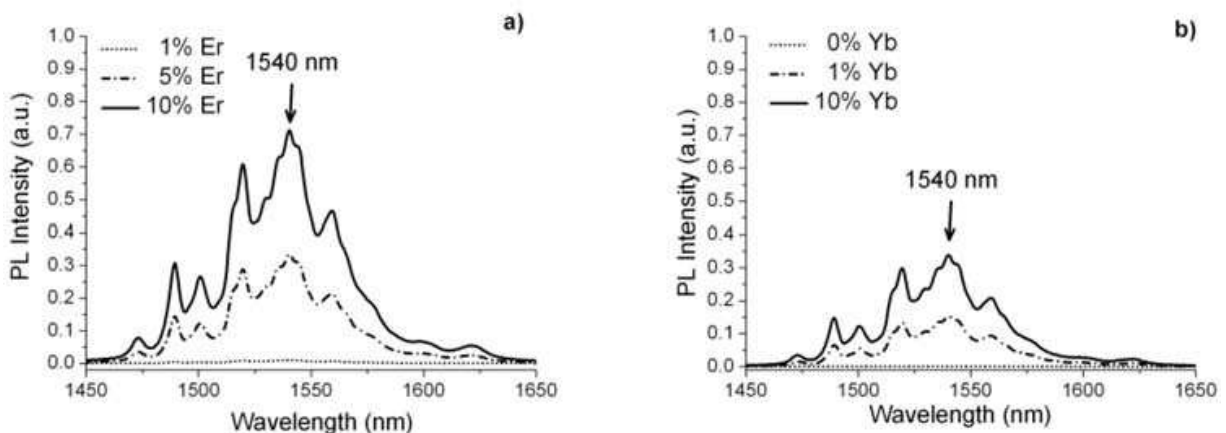 a)
1% Er
5% Er
10% Er
1540 nm
1.0
0.9
0.8
0.7
0.6
0.5
0.4
0.3
0.2
0.1
0.0
PL Intensity (a.u.)
1450 1500 1550 1600 1650
Wavelength (nm)
b)
0% Yb
1% Yb
10% Yb
1540 nm
1.0
0.9
0.8
0.7
0.6
0.5
0.4
0.3
0.2
0.1
0.0
PL Intensity (a.u.)
1450 1500 1550 1600 1650
Wavelength (nm)